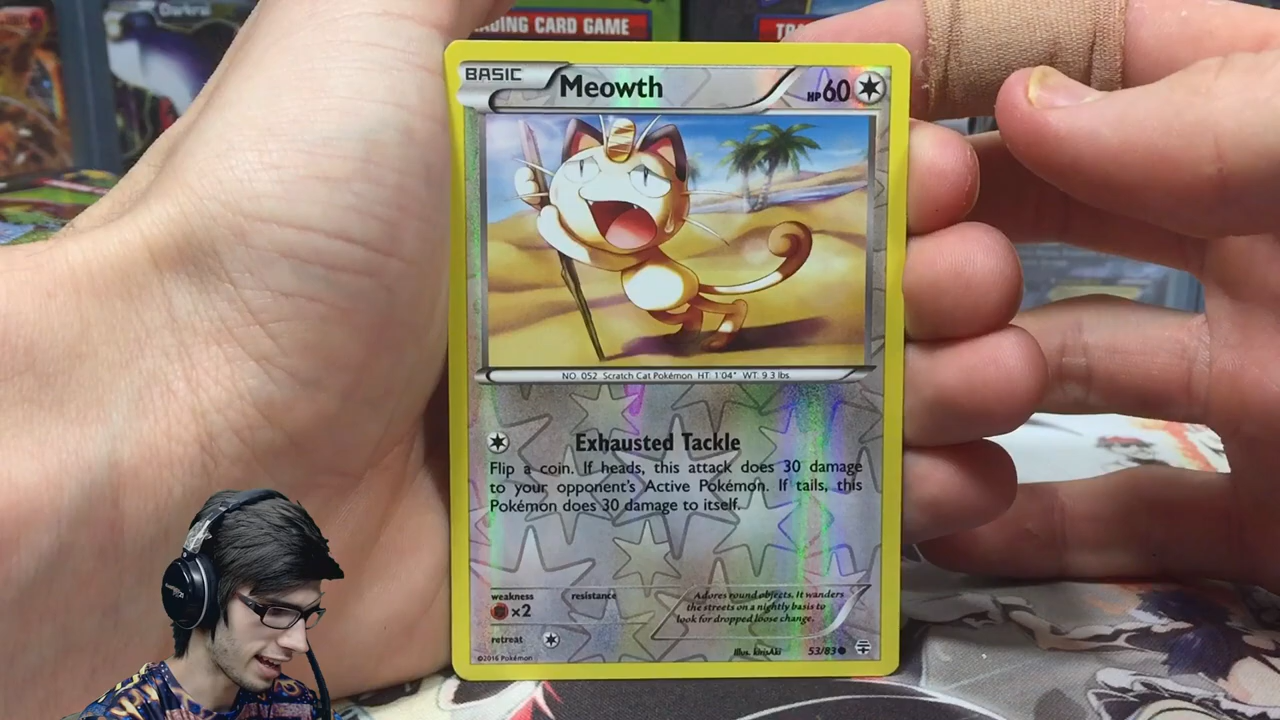 ADING CARD GAME
TRA
BASIC Meowth HP60
NO. 052 Scratch Cat Pokémon HT: 1'04" WT: 9.3 lbs.
Exhausted Tackle
Flip a coin. If heads, this attack does 30 damage
to your opponent's Active Pokémon. If tails, this
Pokémon does 30 damage to itself.
weakness resistance
×2
retreat
Adores round objects. It wanders
the streets on a nightly basis to
look for dropped loose change.
Illus. kirisAki 53/83
©2016 Pokémon